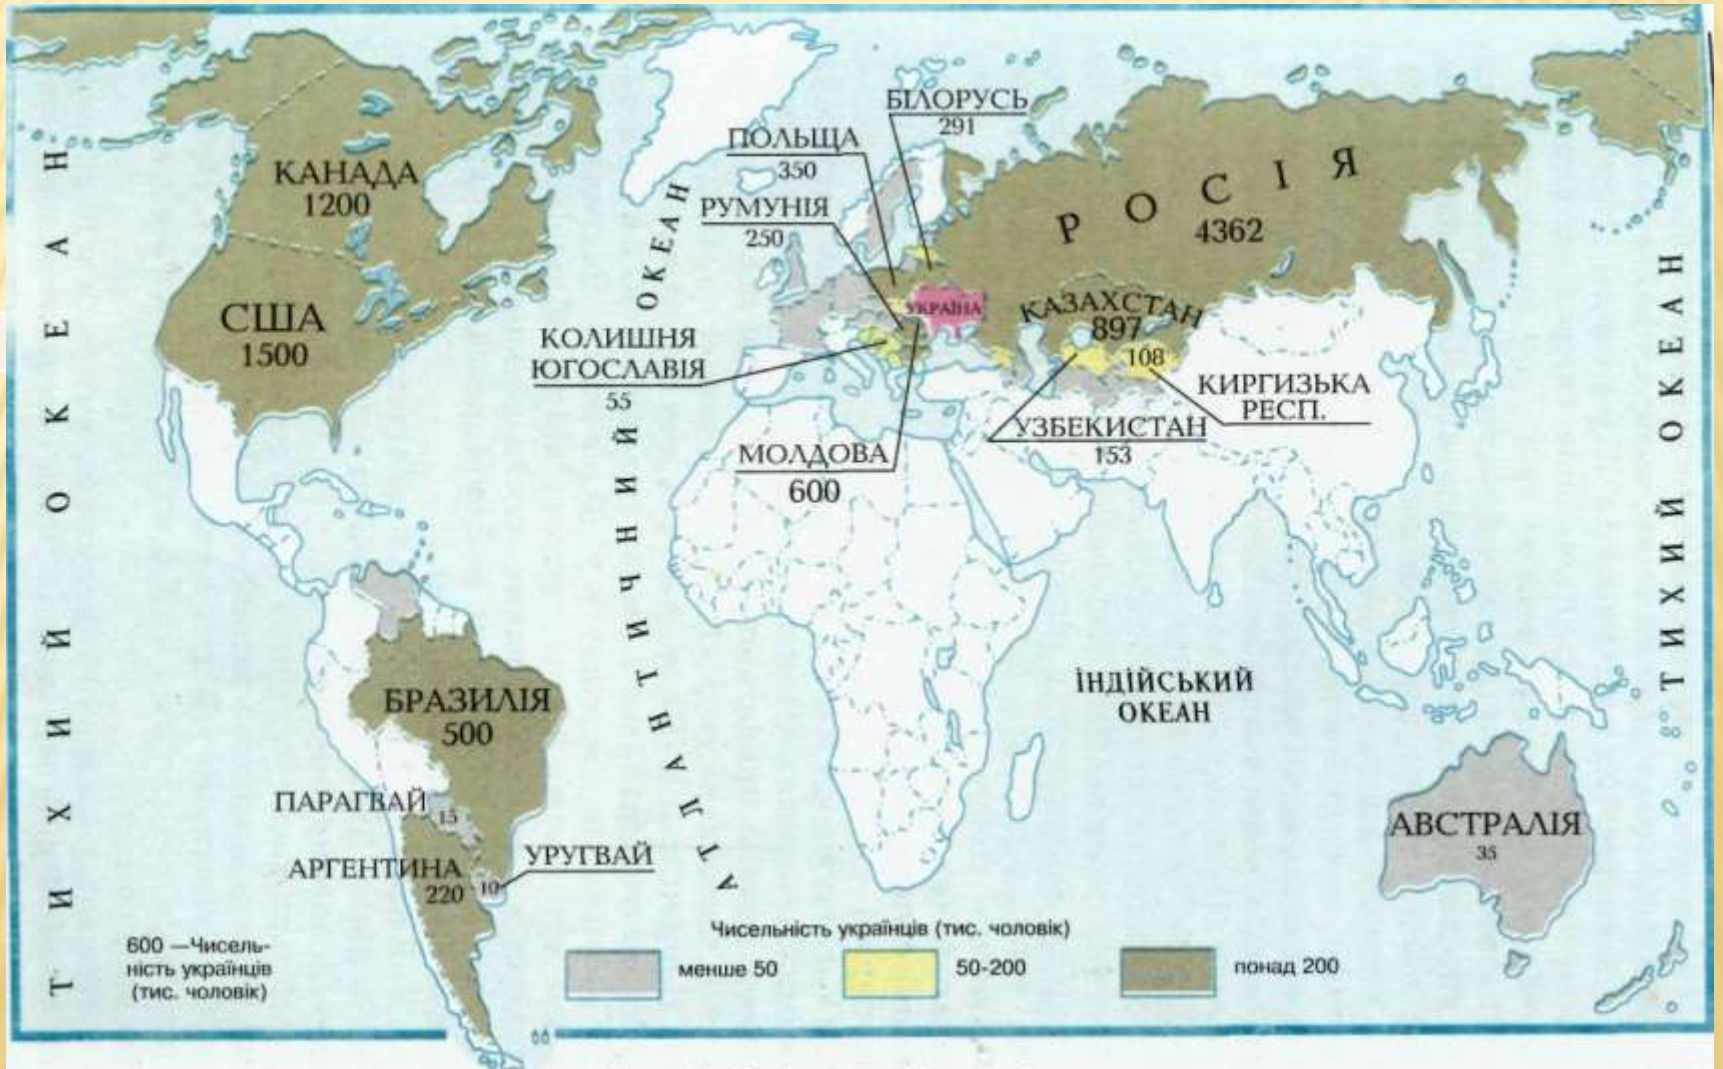 БІЛОРУСЬ
291
ПОЛЬЩА
350
РУМУНІЯ
250
КАНАДА
1200
РОСІЯ
4362
США
1500
УКРАЇНА
КАЗАХСТАН
897
108
КИРГИЗЬКА
РЕСП.
КОЛИШНЯ
ЮГОСЛАВІЯ
55
УЗБЕКИСТАН
153
МОЛДОВА
600
ТИХИЙ ОКЕАН
АТЛАНТИЧНИЙ ОКЕАН
ТИХИЙ ОКЕАН
ІНДІЙСЬКИЙ
ОКЕАН
БРАЗИЛІЯ
500
ПАРАГВАЙ
15
АРГЕНТИНА
220
УРУГВАЙ
10
АВСТРАЛІЯ
35
600 —Чисель-
ність українців
(тис. чоловік)
Чисельність українців (тис. чоловік)
менше 50
50-200
понад 200